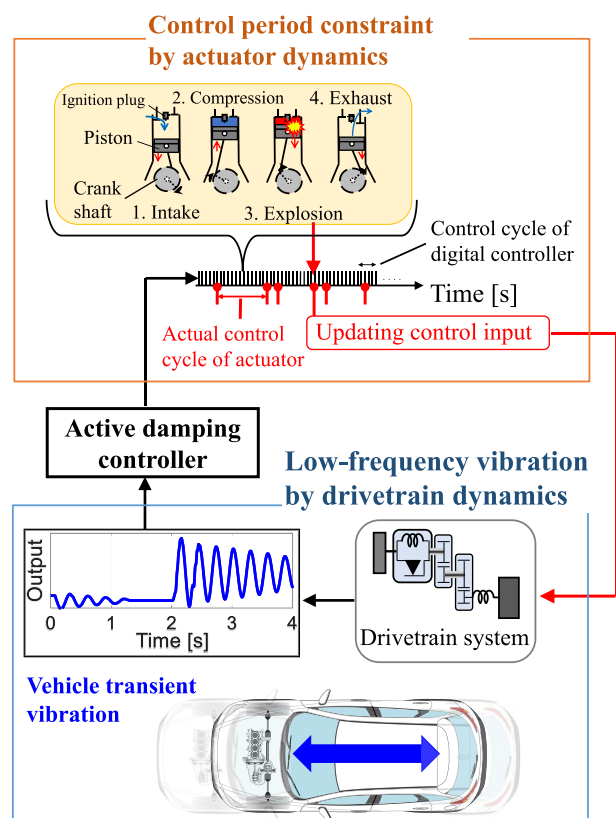 Control period constraint
by actuator dynamics
Ignition plug
2. Compression
4. Exhaust
Piston
Crank
shaft
1. Intake
3. Explosion
Control cycle of
digital controller
....
Time [s]
Actual control
cycle of actuator
Updating control input
Active damping
controller
Low-frequency vibration
by drivetrain dynamics
Output
0 1 2 3 4
Time [s]
Drivetrain system
Vehicle transient
vibration